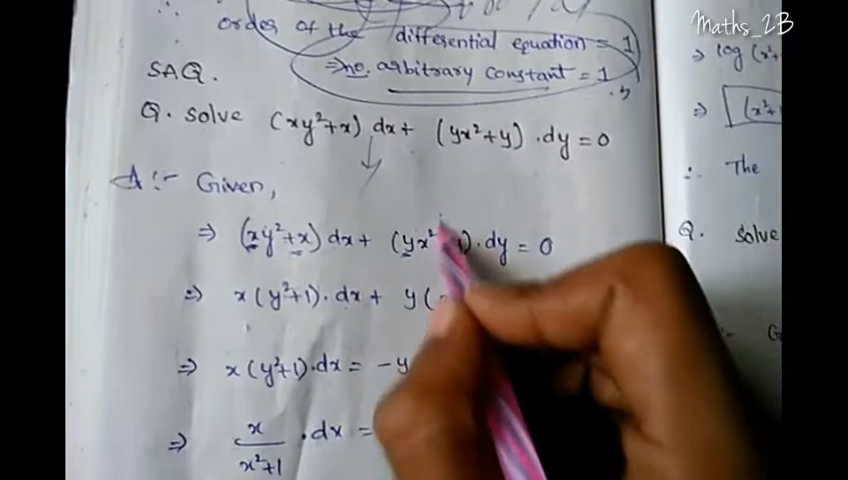 Maths_2B
order of the differential equation = 1
⇒ no. arbitrary constant = 1
SAQ.
Q. solve (xy²+x) dx + (yx²+y) . dy = 0
A :- Given,
⇒ (xy²+x) dx + (yx² ) . dy = 0
⇒ x (y²+1) . dx + y (
⇒ x (y²+1) . dx = -y
⇒ x/x²+1 . dx =
⇒ log (x²+
⇒ (x²+
∴ The
Q. solve